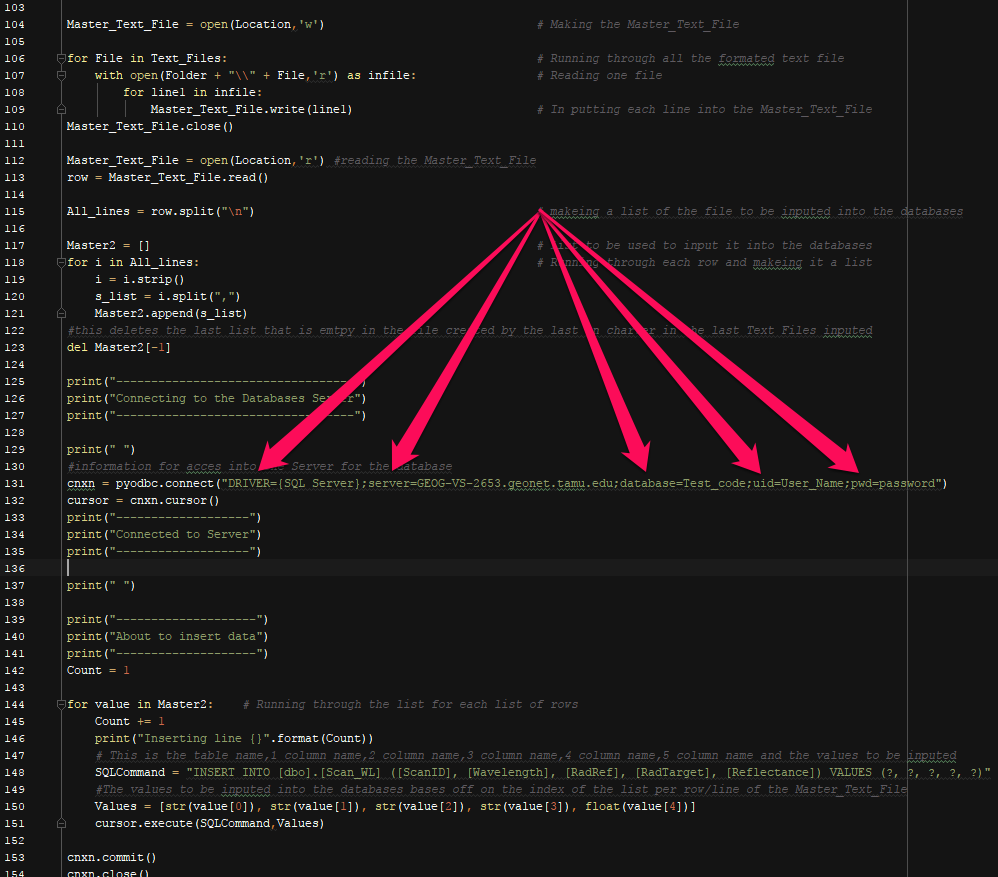 103
104 Master_Text_File = open(Location,'w') # Making the Master_Text_File
105
106 for File in Text_Files: # Running through all the formated text file
107 with open(Folder + "\\" + File,'r') as infile: # Reading one file
108 for linel in infile:
109 Master_Text_File.write(linel) # In putting each line into the Master_Text_File
110 Master_Text_File.close()
111
112 Master_Text_File = open(Location,'r') #reading the Master_Text_File
113 row = Master_Text_File.read()
114
115 All_lines = row.split("\n") # makeing a list of the file to be inputed into the databases
116
117 Master2 = [] # to be used to input it into the databases
118 for i in All_lines: # Running through each row and makeing it a list
119 i = i.strip()
120 s_list = i.split(",")
121 Master2.append(s_list)
122 #this deletes the last list that is emtpy in the file created by the last charter in the last Text Files inputed
123 del Master2[-1]
124
125 print("----------------------------------")
126 print("Connecting to the Databases Server")
127 print("----------------------------------")
128
129 print(" ")
130 #information for acces into the Server for the database
131 cnxn = pyodbc.connect("DRIVER={SQL Server};server=GEOG-VS-2653.geonet.tamu.edu;database=Test_code;uid=User_Name;pwd=password")
132 cursor = cnxn.cursor()
133 print("-------------------")
134 print("Connected to Server")
135 print("-------------------")
136
137 print(" ")
138
139 print("--------------------")
140 print("About to insert data")
141 print("--------------------")
142 Count = 1
143
144 for value in Master2: # Running through the list for each list of rows
145 Count += 1
146 print("Inserting line {}".format(Count))
147 # This is the table name,1 column name,2 column name,3 column name,4 column name,5 column name and the values to be inputed
148 SQLCommand = "INSERT INTO [dbo].[Scan_WL] ([ScanID], [Wavelength], [RadRef], [RadTarget], [Reflectance]) VALUES (?, ?, ?, ?, ?)"
149 #The values to be inputed into the databases bases off on the index of the list per row/line of the Master_Text_File
150 Values = [str(value[0]), str(value[1]), str(value[2]), str(value[3]), float(value[4])]
151 cursor.execute(SQLCommand,Values)
152
153 cnxn.commit()
154 cnxn.close()